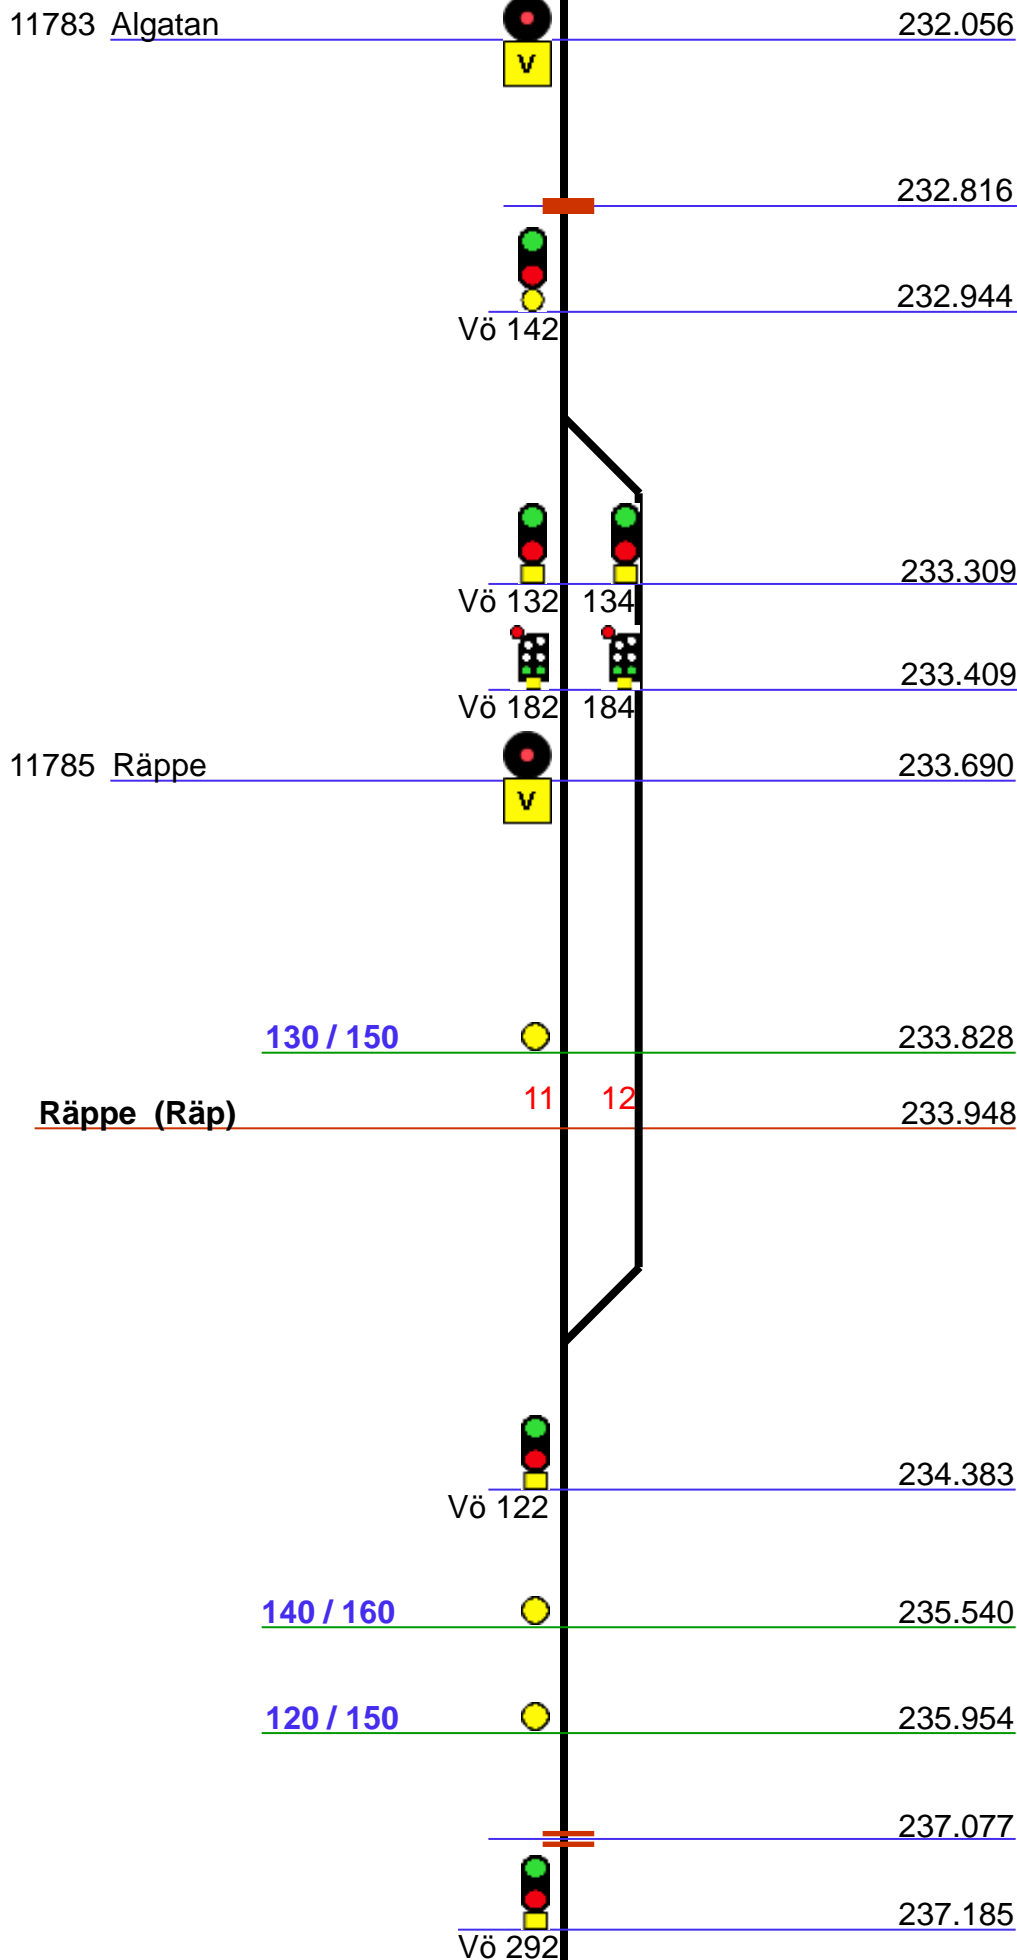 11783 Algatan 232.056
V
232.816
232.944
Vö 142
233.309
Vö 132 134
233.409
Vö 182 184
11785 Räppe 233.690
V
130 / 150 233.828
11 12
Räppe (Räp) 233.948
234.383
Vö 122
140 / 160 235.540
120 / 150 235.954
237.077
237.185
Vö 292